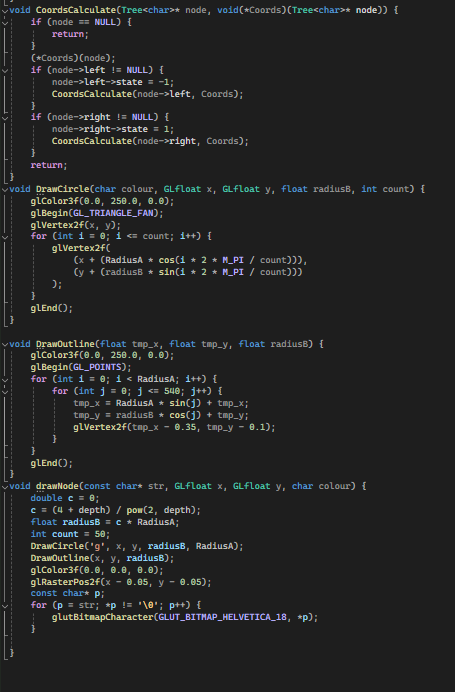 void CoordsCalculate(Tree<char>* node, void(*Coords)(Tree<char>* node)) {
    if (node == NULL) {
        return;
    }
    (*Coords)(node);
    if (node->left != NULL) {
        node->left->state = -1;
        CoordsCalculate(node->left, Coords);
    }
    if (node->right != NULL) {
        node->right->state = 1;
        CoordsCalculate(node->right, Coords);
    }
    return;
}
void DrawCircle(char colour, GLfloat x, GLfloat y, float radiusB, int count) {
    glColor3f(0.0, 250.0, 0.0);
    glBegin(GL_TRIANGLE_FAN);
    glVertex2f(x, y);
    for (int i = 0; i <= count; i++) {
        glVertex2f(
            (x + (RadiusA * cos(i * 2 * M_PI / count))),
            (y + (radiusB * sin(i * 2 * M_PI / count)))
        );
    }
    glEnd();
}
void DrawOutline(float tmp_x, float tmp_y, float radiusB) {
    glColor3f(0.0, 250.0, 0.0);
    glBegin(GL_POINTS);
    for (int i = 0; i < RadiusA; i++) {
        for (int j = 0; j <= 540; j++) {
            tmp_x = RadiusA * sin(j) + tmp_x;
            tmp_y = radiusB * cos(j) + tmp_y;
            glVertex2f(tmp_x - 0.35, tmp_y - 0.1);
        }
    }
    glEnd();
}
void drawNode(const char* str, GLfloat x, GLfloat y, char colour) {
    double c = 0;
    c = (4 + depth) / pow(2, depth);
    float radiusB = c * RadiusA;
    int count = 50;
    DrawCircle('g', x, y, radiusB, RadiusA);
    DrawOutline(x, y, radiusB);
    glColor3f(0.0, 0.0, 0.0);
    glRasterPos2f(x - 0.05, y - 0.05);
    const char* p;
    for (p = str; *p != '\0'; p++) {
        glutBitmapCharacter(GLUT_BITMAP_HELVETICA_18, *p);
    }
}